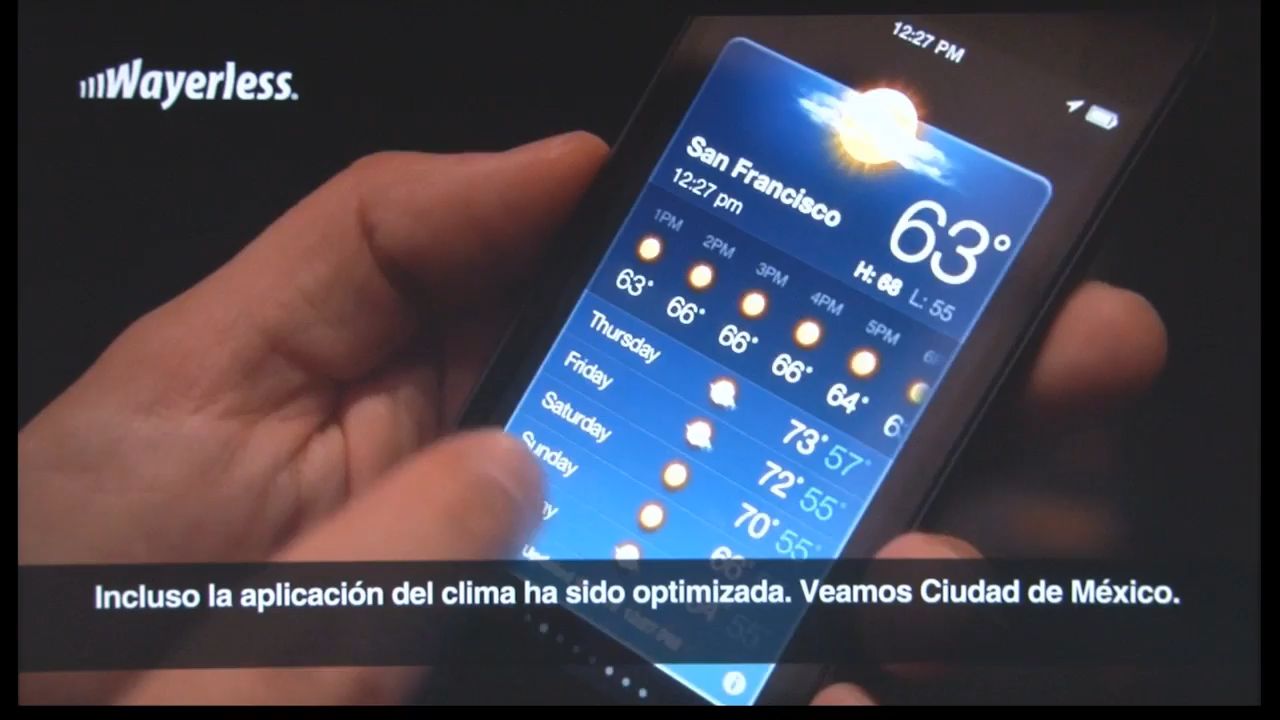 Wayerless.
12:27 PM
San Francisco
12:27 pm
63°
H: 68 L: 55
1PM 2PM 3PM 4PM 5PM
63° 66° 66° 66° 64°
Thursday 73° 57°
Friday 72° 55°
Saturday 70° 55°
Sunday 66°
Incluso la aplicación del clima ha sido optimizada. Veamos Ciudad de México.